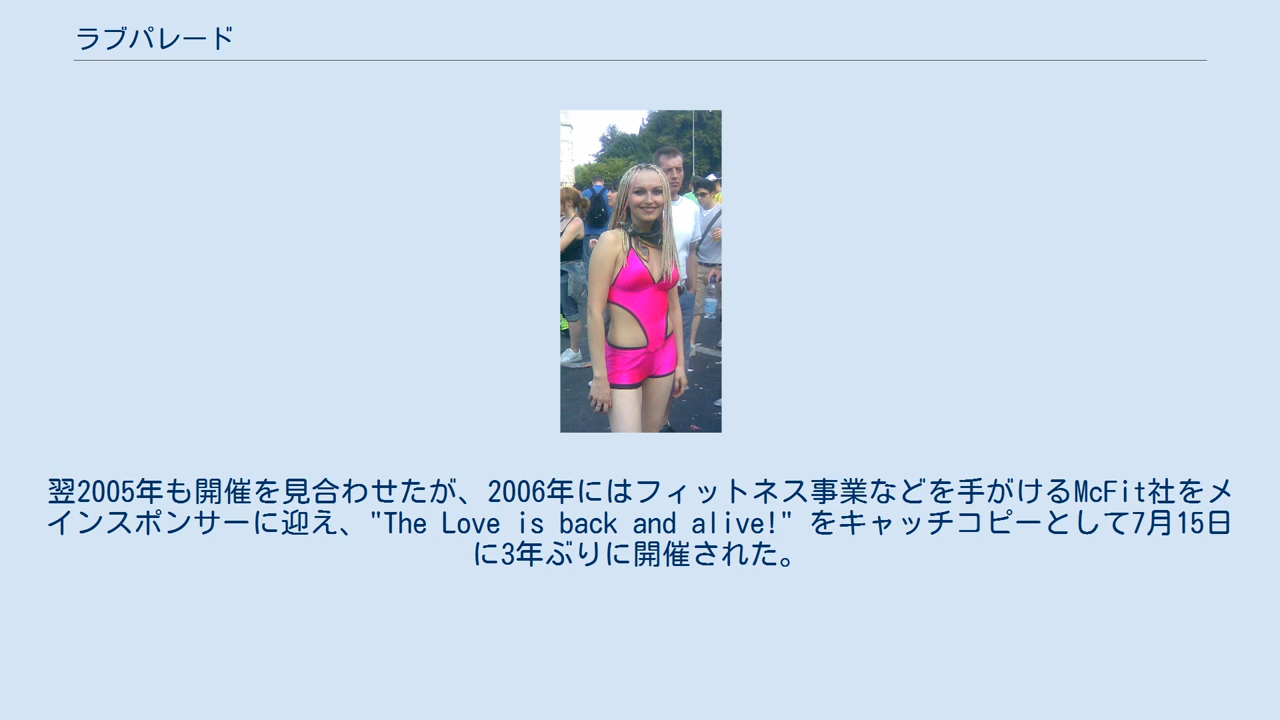 ラブパレード
翌2005年も開催を見合わせたが、2006年にはフィットネス事業などを手がけるMcFit社をメ
インスポンサーに迎え、"The Love is back and alive!" をキャッチコピーとして7月15日
に3年ぶりに開催された。